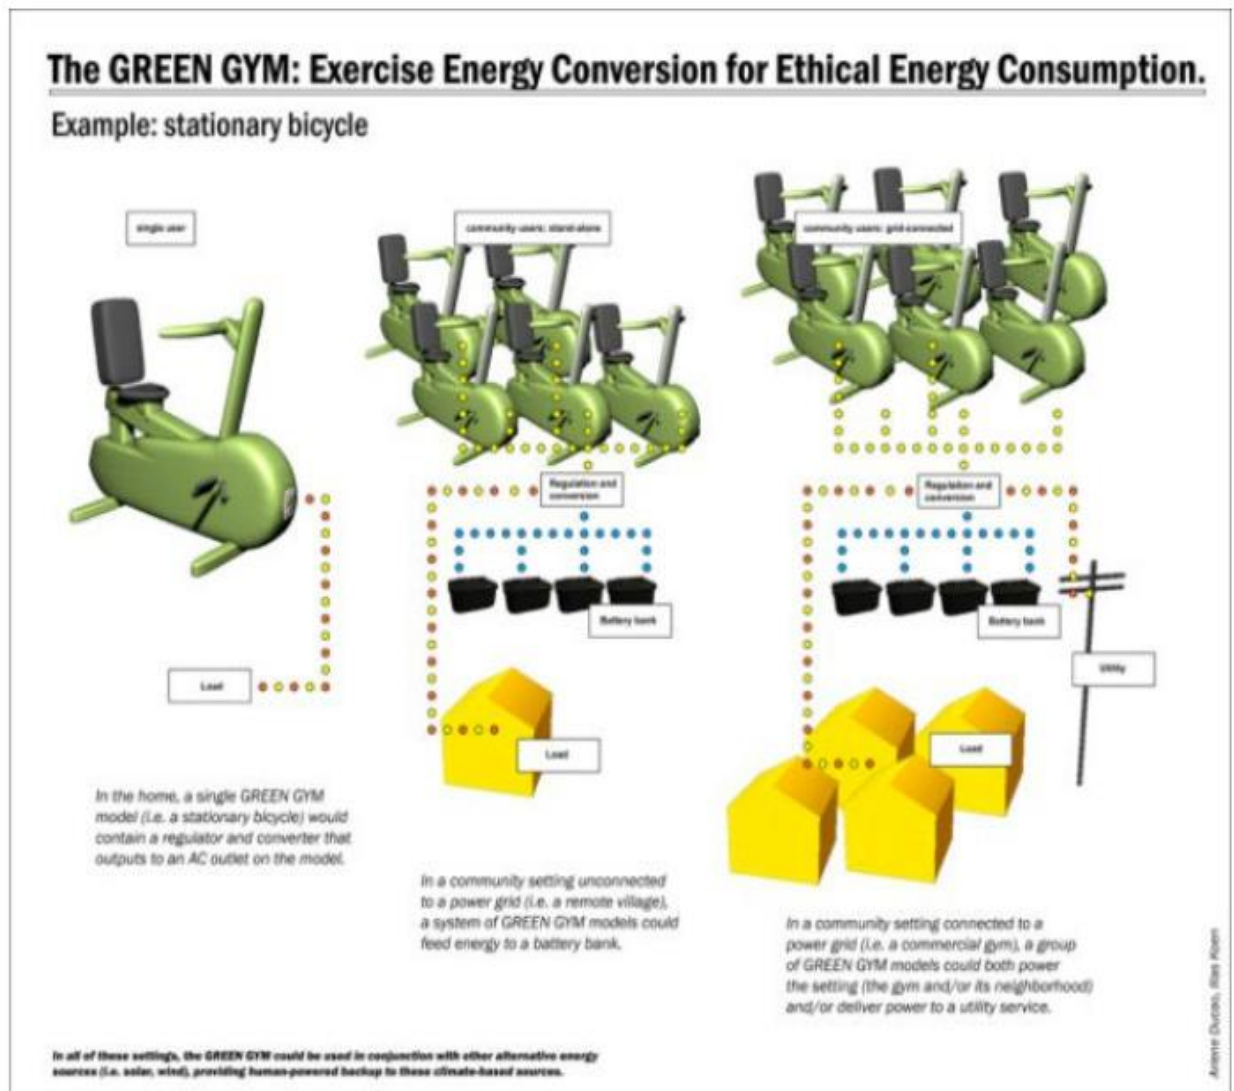 The GREEN GYM: Exercise Energy Conversion for Ethical Energy Consumption.
Example: stationary bicycle
single user
community users: stand-alone
community users: grid-connected
Regulation and
conversion
Regulation and
conversion
Battery bank
Battery bank
Utility
Load
Load
Load
In the home, a single GREEN GYM
model (i.e. a stationary bicycle) would
contain a regulator and converter that
outputs to an AC outlet on the model.
In a community setting unconnected
to a power grid (i.e. a remote village),
a system of GREEN GYM models could
feed energy to a battery bank.
In a community setting connected to a
power grid (i.e. a commercial gym), a group
of GREEN GYM models could both power
the setting (the gym and/or its neighborhood)
and/or deliver power to a utility service.
In all of these settings, the GREEN GYM could be used in conjunction with other alternative energy
sources (i.e. solar, wind), providing human-powered backup to these climate-based sources.
Ducao, Koen